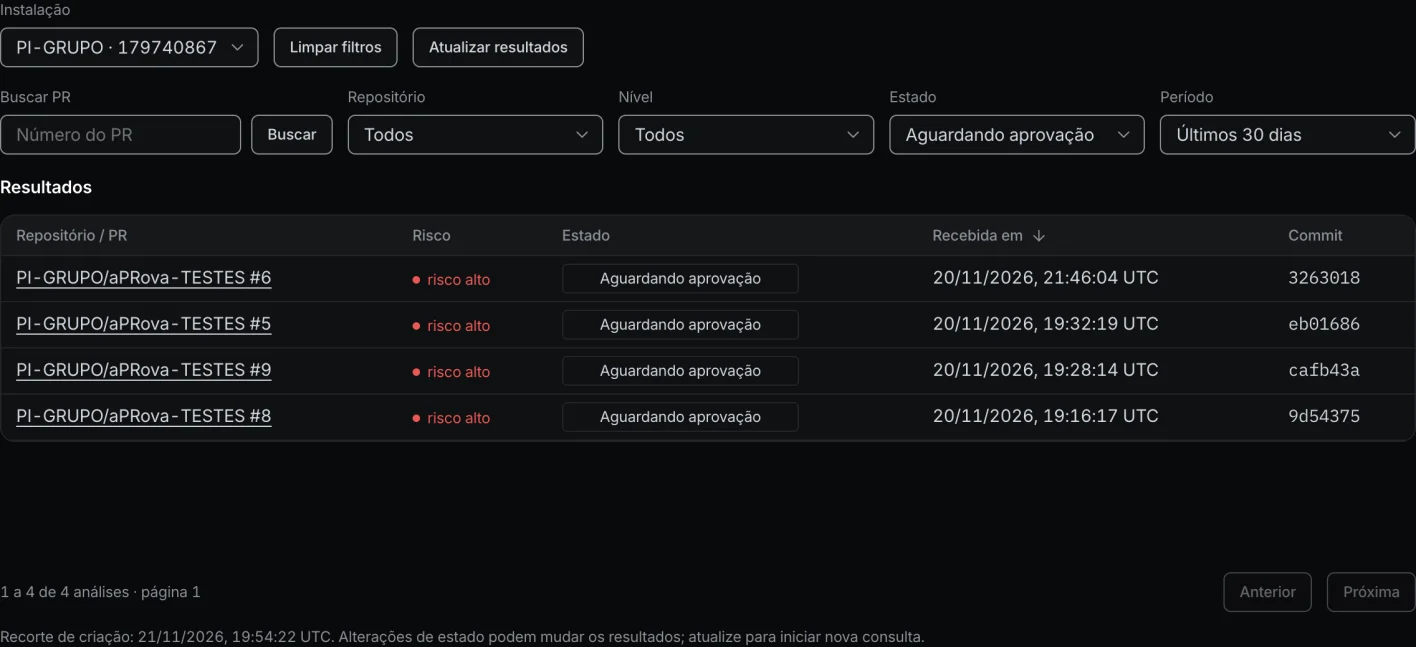 Instalação
PI-GRUPO · 179740867 Limpar filtros Atualizar resultados
Buscar PR Repositório Nível Estado Período
Número do PR Buscar Todos Todos Aguardando aprovação Últimos 30 dias
Resultados
Repositório / PR Risco Estado Recebida em ↓ Commit
PI-GRUPO/aPRova-TESTES #6 risco alto Aguardando aprovação 20/11/2026, 21:46:04 UTC 3263018
PI-GRUPO/aPRova-TESTES #5 risco alto Aguardando aprovação 20/11/2026, 19:32:19 UTC eb01686
PI-GRUPO/aPRova-TESTES #9 risco alto Aguardando aprovação 20/11/2026, 19:28:14 UTC cafb43a
PI-GRUPO/aPRova-TESTES #8 risco alto Aguardando aprovação 20/11/2026, 19:16:17 UTC 9d54375
1 a 4 de 4 análises · página 1 Anterior Próxima
Recorte de criação: 21/11/2026, 19:54:22 UTC. Alterações de estado podem mudar os resultados; atualize para iniciar nova consulta.